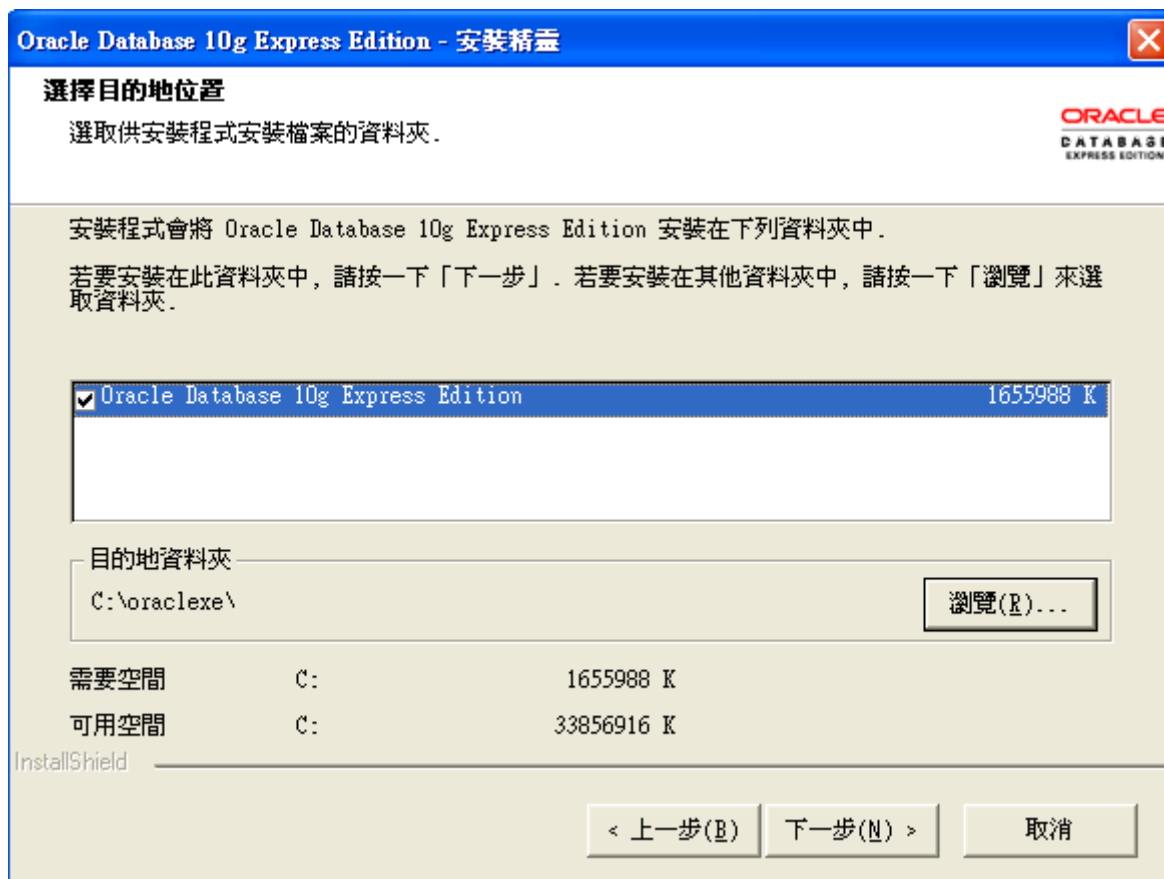 Oracle Database 10g Express Edition - 安裝精靈
選擇目的地位置
選取供安裝程式安裝檔案的資料夾.
ORACLE
DATABASE
EXPRESS EDITION
安裝程式會將 Oracle Database 10g Express Edition 安裝在下列資料夾中.
若要安裝在此資料夾中, 請按一下「下一步」. 若要安裝在其他資料夾中, 請按一下「瀏覽」來選
取資料夾.
Oracle Database 10g Express Edition 1655988 K
目的地資料夾
C:\oraclexe\ 瀏覽(R)...
需要空間 C: 1655988 K
可用空間 C: 33856916 K
InstallShield
< 上一步(B) 下一步(N) > 取消